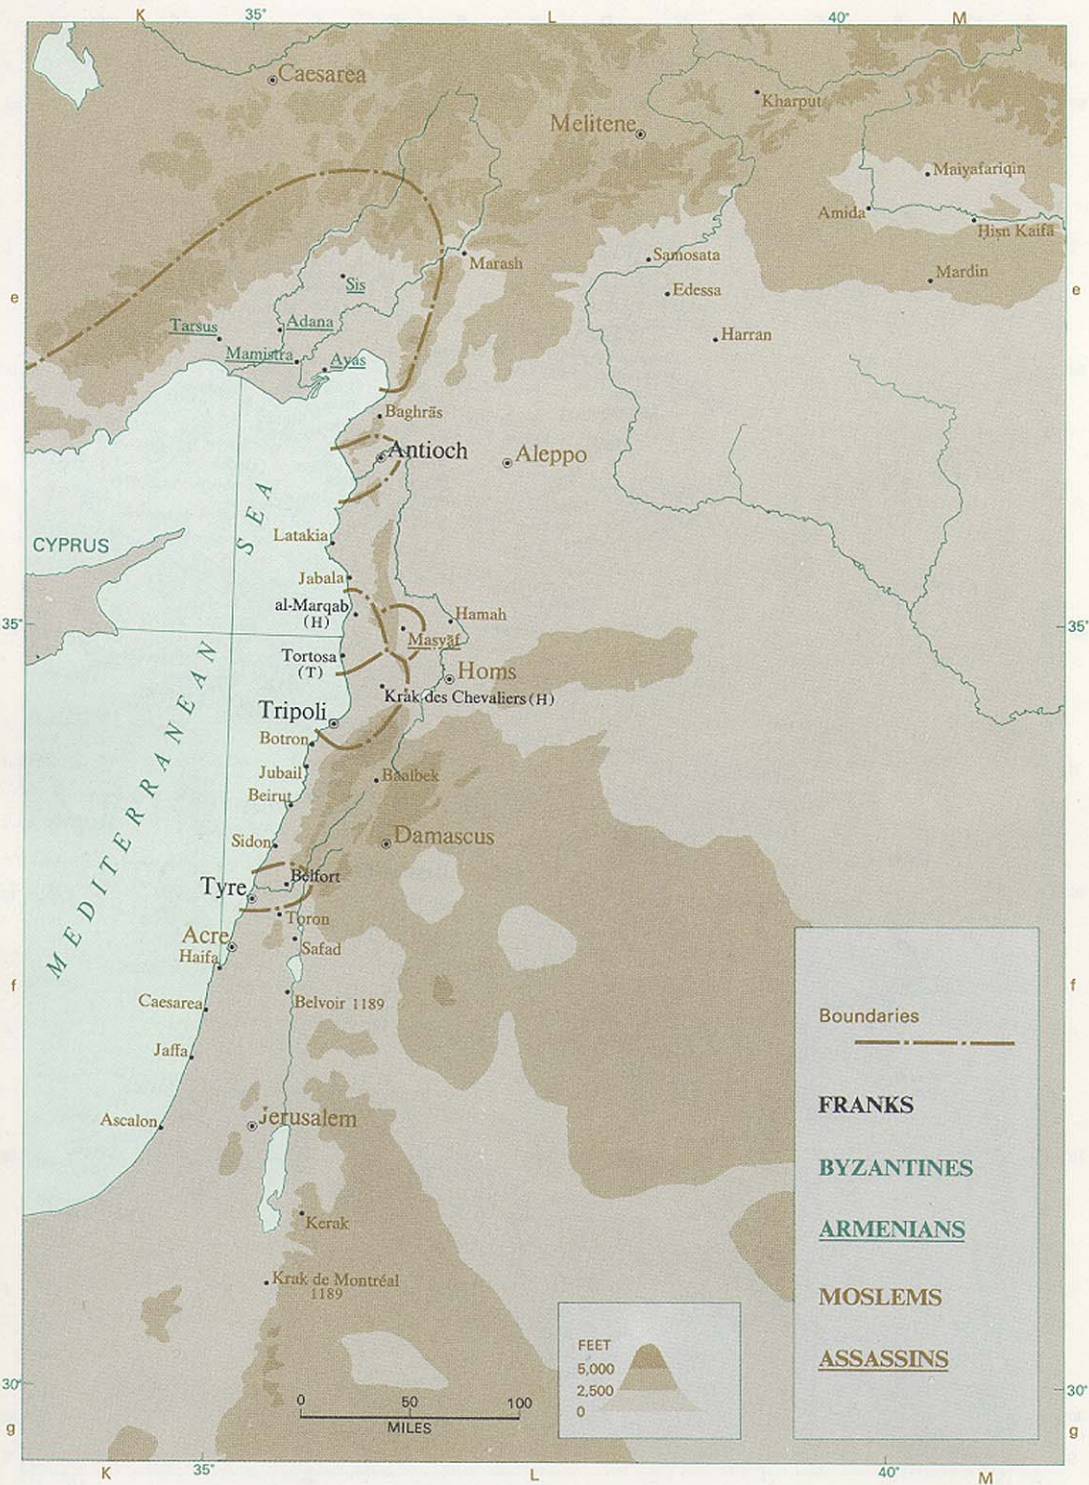 K
35°
L
40°
M
Caesarea
Kharput
Melitene
Maiyafariqin
Amida
Ḥiṣn Kaifā
Marash
Samosata
Mardin
Sis
Edessa
e
e
Tarsus
Adana
Harran
Mamistra
Ayas
Baghrās
Antioch
Aleppo
CYPRUS
Latakia
Jabala
al-Marqab
(H)
Hamah
35°
35°
Masyāf
Tortosa
(T)
Homs
Krak des Chevaliers (H)
Tripoli
Botron
Jubail
Baalbek
Beirut
Sidon
Damascus
MEDITERRANEAN SEA
Belfort
Tyre
Toron
Acre
Safad
Haifa
f
f
Caesarea
Belvoir 1189
Jaffa
Ascalon
Jerusalem
Kerak
Krak de Montréal
1189
Boundaries
FRANKS
BYZANTINES
ARMENIANS
MOSLEMS
ASSASSINS
FEET
5,000
2,500
0
0
50
100
MILES
30°
30°
g
g
K
35°
L
40°
M